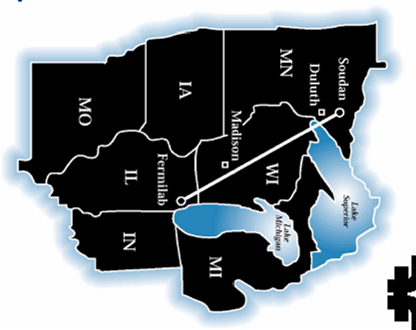 Soudan
Duluth
MN
Lake
Superior
IA
Madison
WI
MO
Fermilab
IL
Lake
Michigan
IN
MI